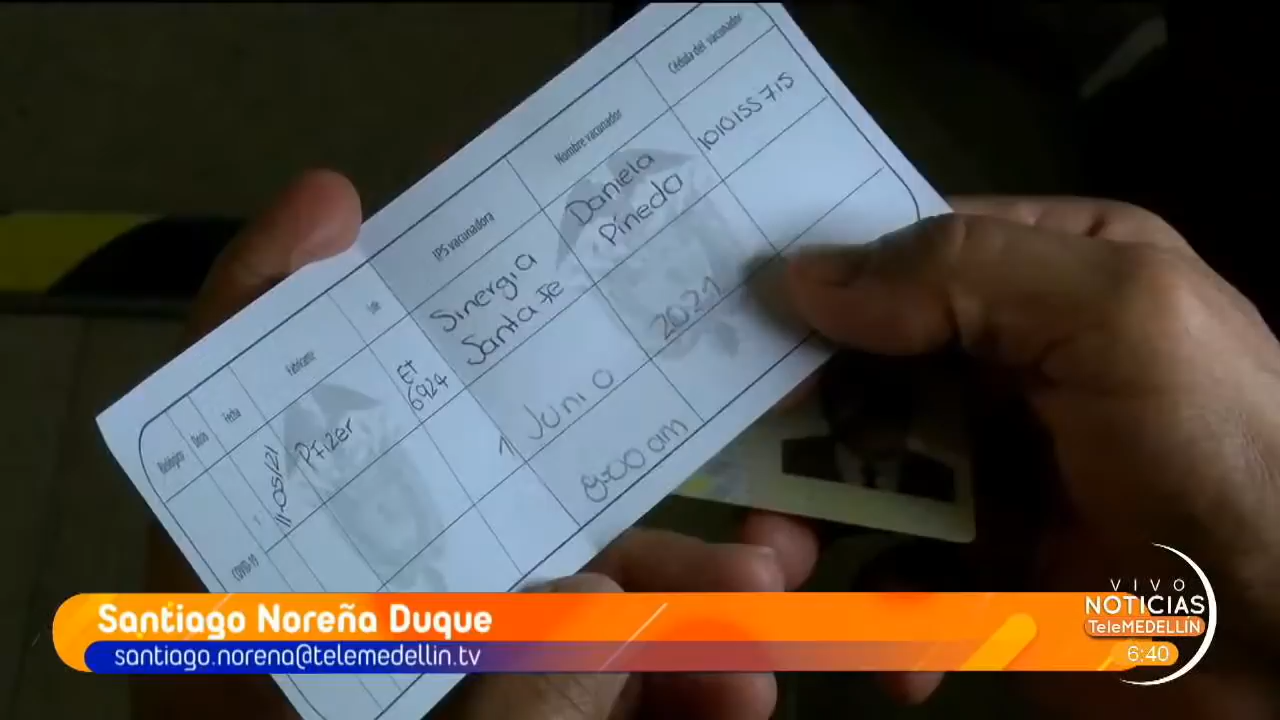 Biológico Dosis Fecha Fabricante Lote IPS vacunadora Nombre vacunador Cédula del vacunador
COVID-19
11-05/21
Pfizer
ET
6924
Sinergia
Santa Fe
Daniela
Pinedo
1010155715
1 Junio 2021
8:00 am
Santiago Noreña Duque
santiago.norena@telemedellin.tv
VIVO
NOTICIAS
TeleMEDELLÍN
6:40